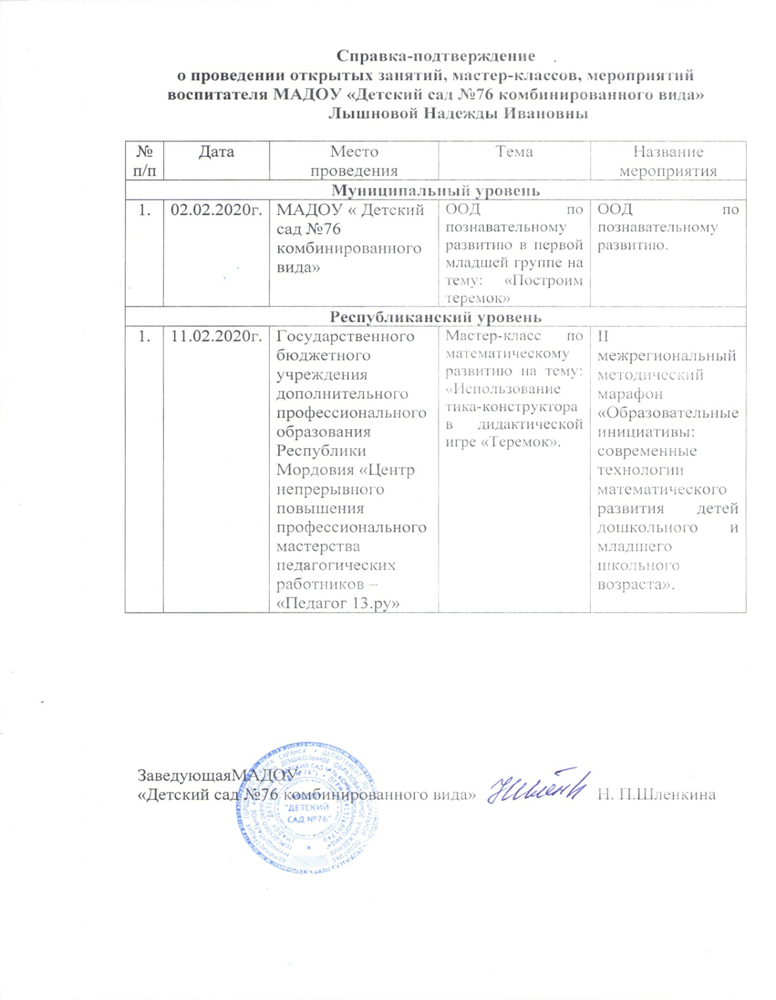 Справка-подтверждение
о проведении открытых занятий, мастер-классов, мероприятий
воспитателя МАДОУ «Детский сад №76 комбинированного вида»
Лышновой Надежды Ивановны
№
п/п
Дата
Место
проведения
Тема
Название
мероприятия
Муниципальный уровень
1.
02.02.2020г.
МАДОУ « Детский
сад №76
комбинированного
вида»
ООД по
познавательному
развитию в первой
младшей группе на
тему: «Построим
теремок»
ООД по
познавательному
развитию.
Республиканский уровень
1.
11.02.2020г.
Государственного
бюджетного
учреждения
дополнительного
профессионального
образования
Республики
Мордовия «Центр
непрерывного
повышения
профессионального
мастерства
педагогических
работников –
«Педагог 13.ру»
Мастер-класс по
математическому
развитию на тему:
«Использование
тика-конструктора
в дидактической
игре «Теремок».
II
межрегиональный
методический
марафон
«Образовательные
инициативы:
современные
технологии
математического
развития детей
дошкольного и
младшего
школьного
возраста».
ЗаведующаяМАДОУ
«Детский сад №76 комбинированного вида»
Н. П.Шленкина
"ДЕТСКИЙ
САД №76"